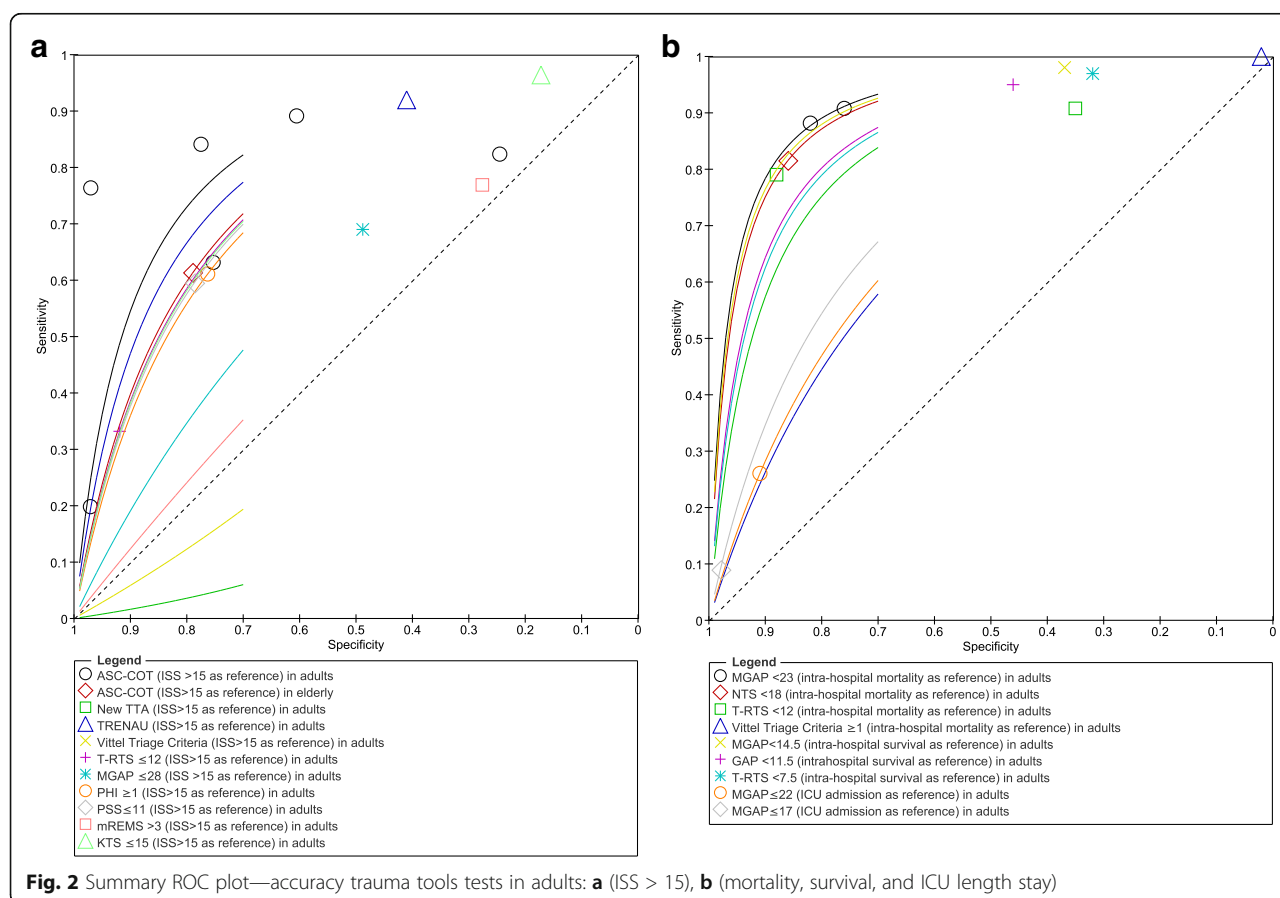 a
1
0.9
0.8
0.7
0.6
0.5
0.4
0.3
0.2
0.1
0
Sensitivity
1 0.9 0.8 0.7 0.6 0.5 0.4 0.3 0.2 0.1 0
Specificity
Legend
ASC-COT (ISS >15 as reference) in adults
ASC-COT (ISS>15 as reference) in elderly
New TTA (ISS>15 as reference) in adults
TRENAU (ISS>15 as reference) in adults
Vittel Triage Criteria (ISS>15 as reference) in adults
T-RTS ≤12 (ISS>15 as reference) in adults
MGAP ≤28 (ISS >15 as reference) in adults
PHI ≥1 (ISS>15 as reference) in adults
PSS≤11 (ISS>15 as reference) in adults
mREMS >3 (ISS>15 as reference) in adults
KTS ≤15 (ISS>15 as reference) in adults
b
1
0.9
0.8
0.7
0.6
0.5
0.4
0.3
0.2
0.1
0
Sensitivity
1 0.9 0.8 0.7 0.6 0.5 0.4 0.3 0.2 0.1 0
Specificity
Legend
MGAP <23 (intra-hospital mortality as reference) in adults
NTS <18 (intra-hospital mortality as reference) in adults
T-RTS <12 (intra-hospital mortality as reference) in adults
Vittel Triage Criteria ≥1 (intra-hospital mortality as reference) in adults
MGAP<14.5 (intra-hospital survival as reference) in adults
GAP <11.5 (intrahospital survival as reference) in adults
T-RTS <7.5 (intra-hospital survival as reference) in adults
MGAP≤22 (ICU admission as reference) in adults
MGAP≤17 (ICU admission as reference) in adults
Fig. 2 Summary ROC plot—accuracy trauma tools tests in adults: a (ISS > 15), b (mortality, survival, and ICU length stay)